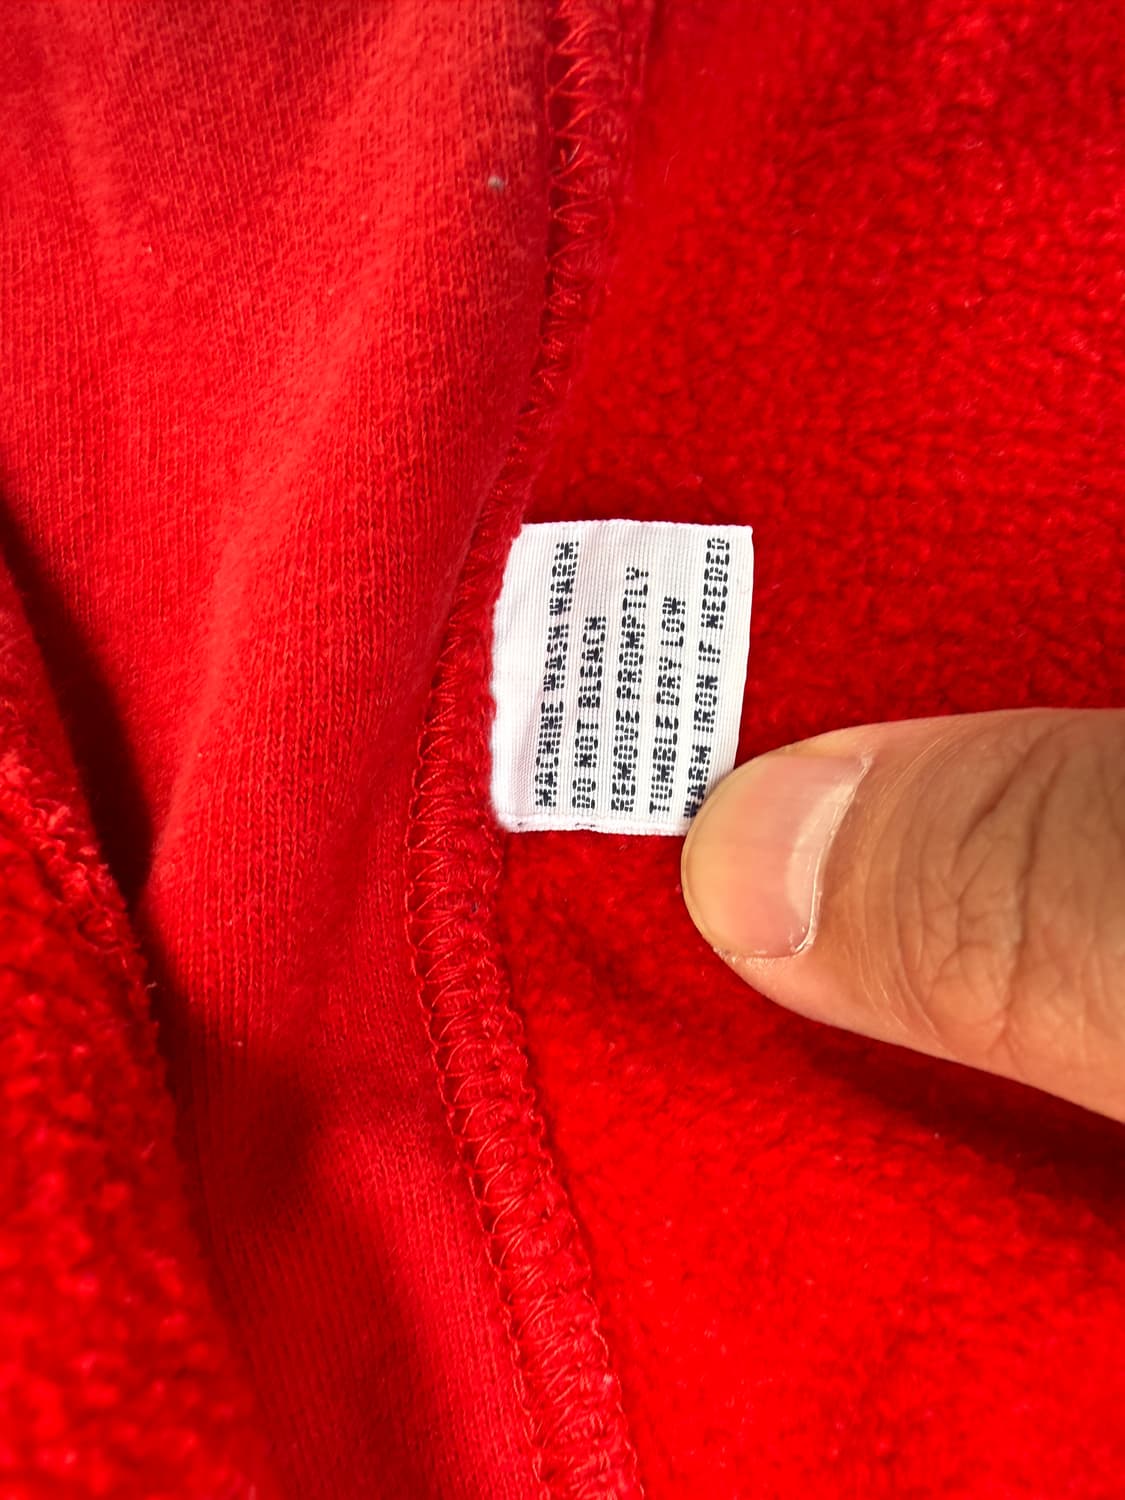 MACHINE WASH WARM
DO NOT BLEACH
REMOVE PROMPTLY
TUMBLE DRY LOW
WARM IRON IF NEEDED